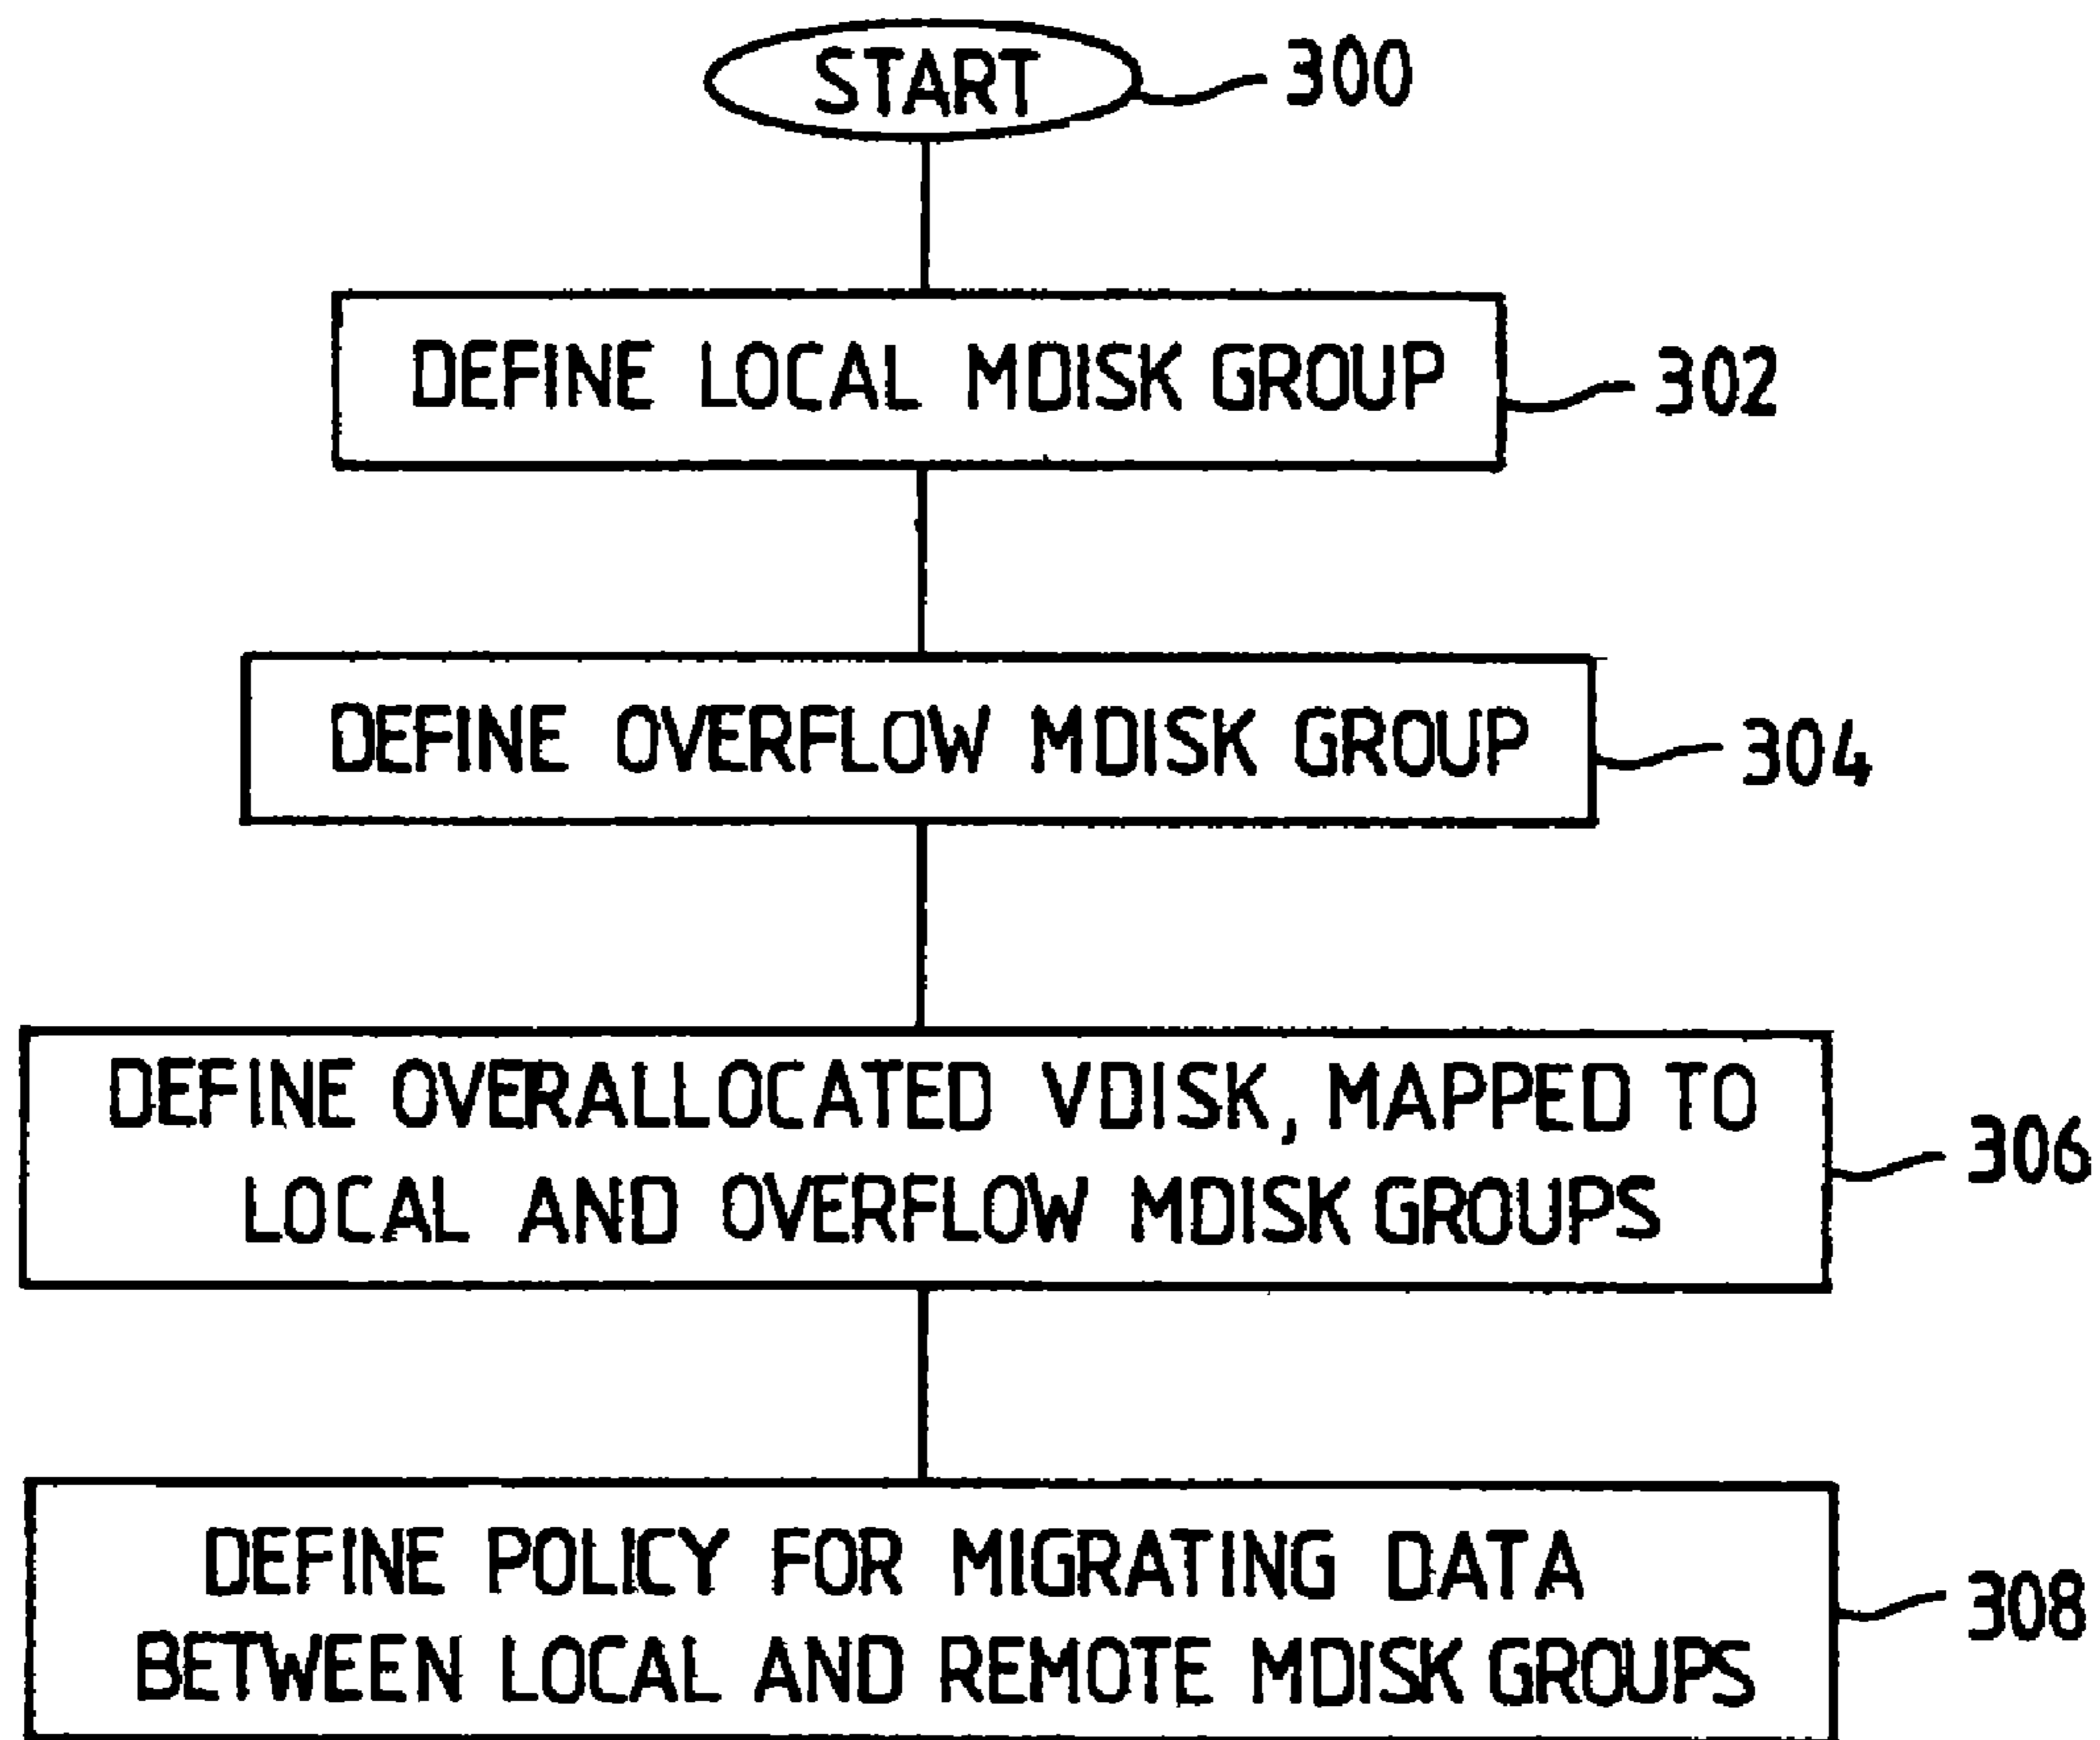 START 300
DEFINE LOCAL MDISK GROUP 302
DEFINE OVERFLOW MDISK GROUP 304
DEFINE OVERALLOCATED VDISK, MAPPED TO
LOCAL AND OVERFLOW MDISK GROUPS
306
DEFINE POLICY FOR MIGRATING DATA
BETWEEN LOCAL AND REMOTE MDISK GROUPS
308